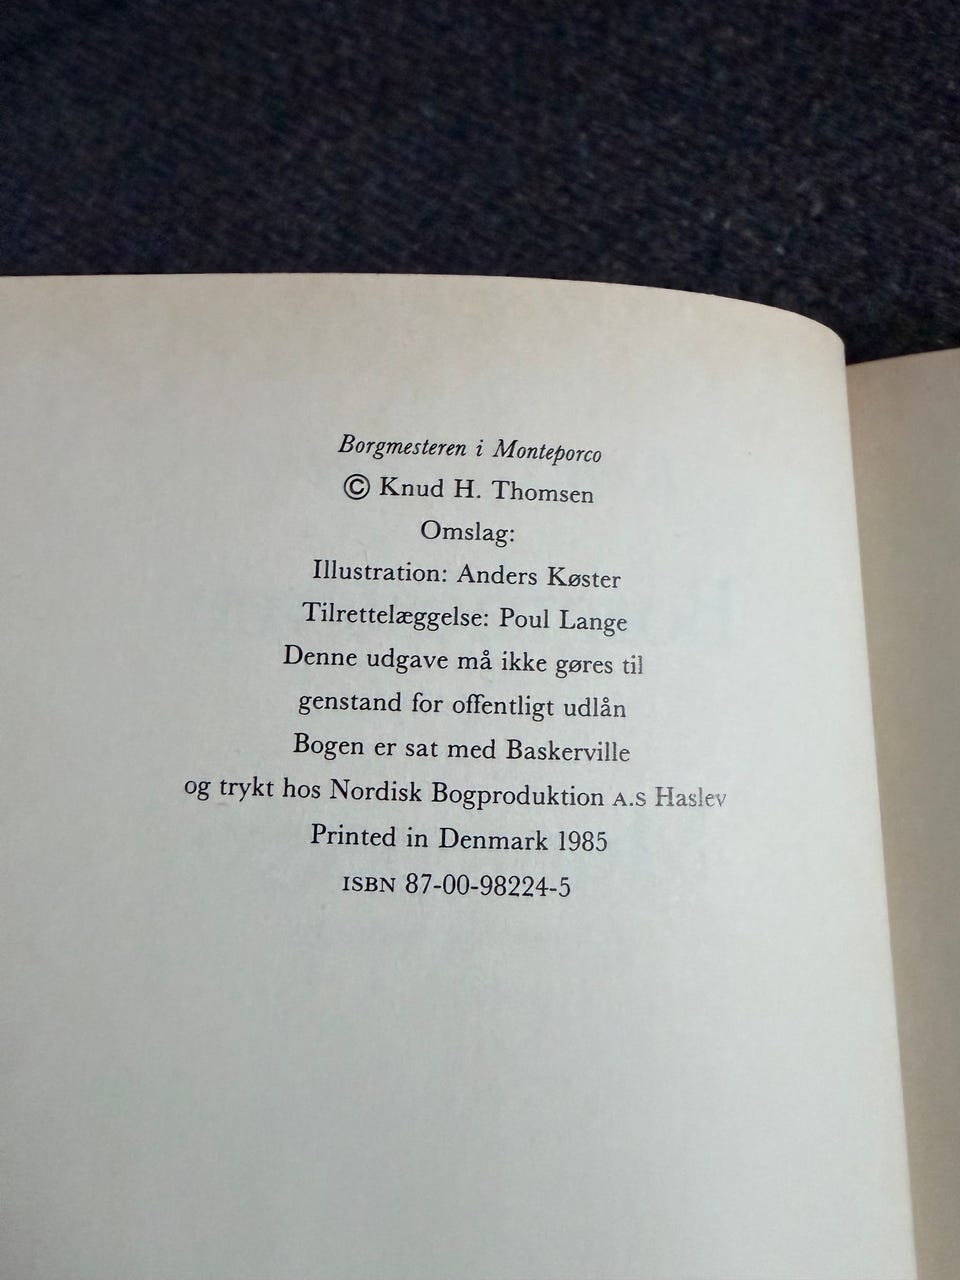 Borgmesteren i Monteporco
© Knud H. Thomsen
Omslag:
Illustration: Anders Køster
Tilrettelæggelse: Poul Lange
Denne udgave må ikke gøres til
genstand for offentligt udlån
Bogen er sat med Baskerville
og trykt hos Nordisk Bogproduktion A.S Haslev
Printed in Denmark 1985
ISBN 87-00-98224-5